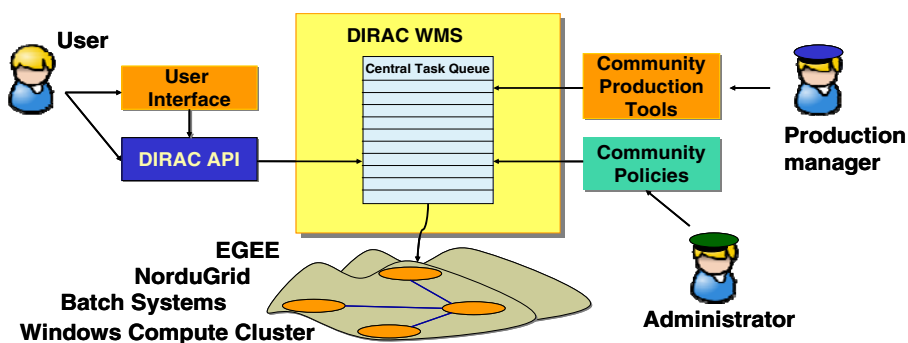 User
DIRAC WMS
Central Task Queue
User
Interface
DIRAC API
Community
Production
Tools
Community
Policies
Production
manager
Administrator
EGEE
NorduGrid
Batch Systems
Windows Compute Cluster